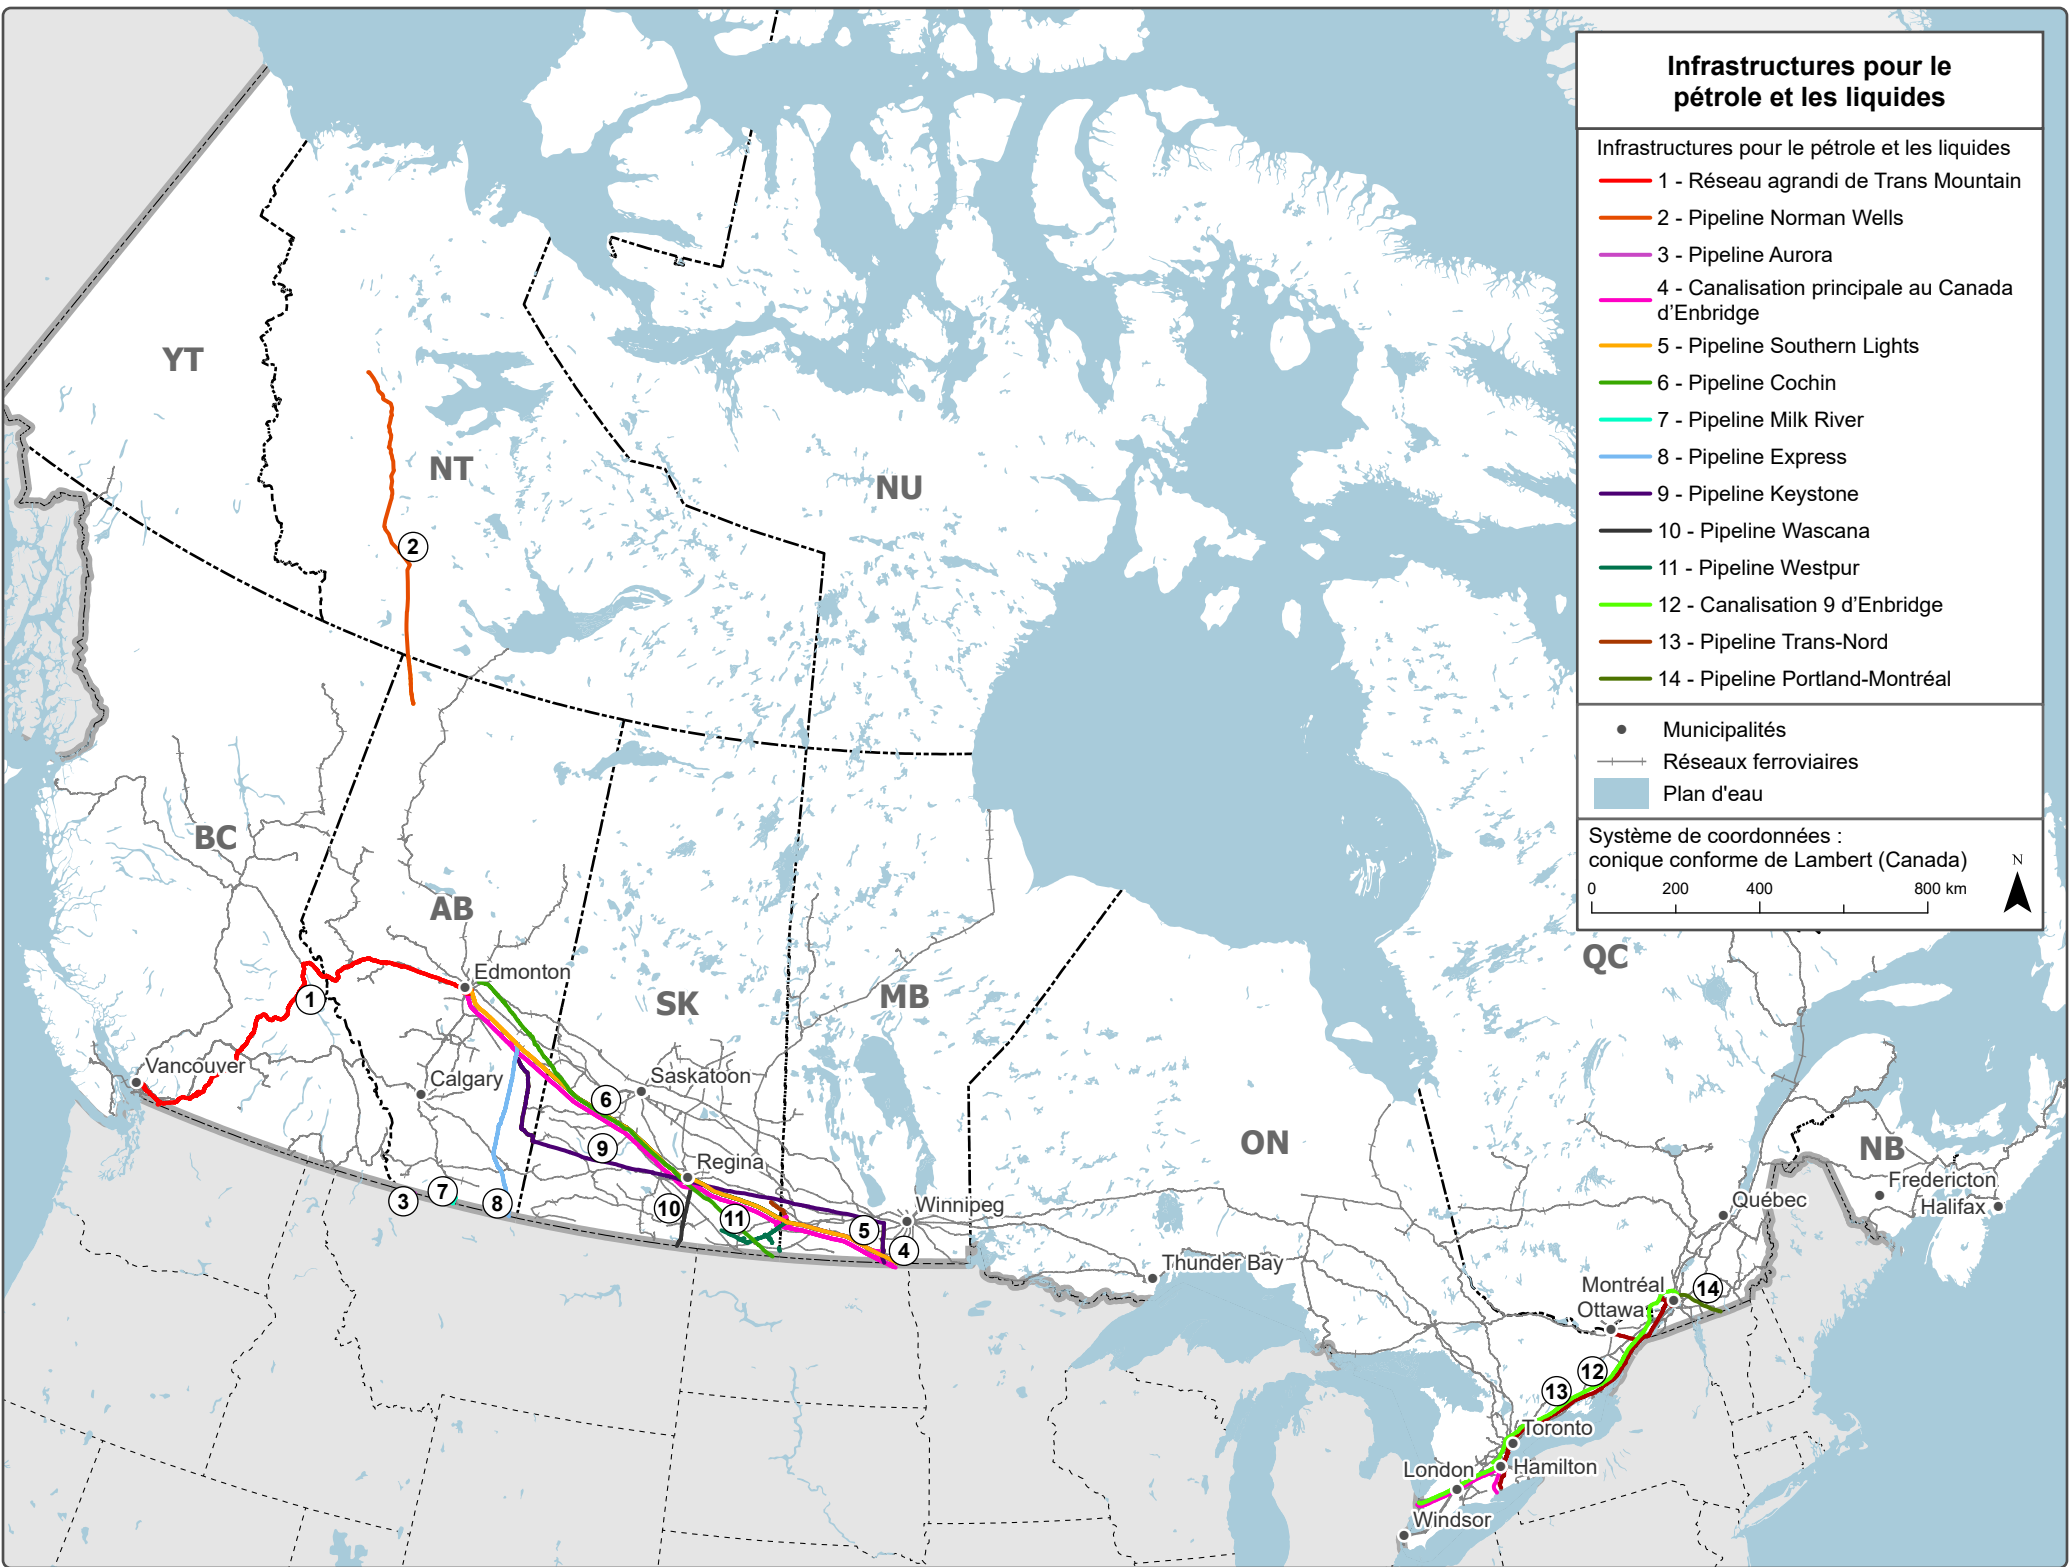 Infrastructures pour le
pétrole et les liquides
Infrastructures pour le pétrole et les liquides
1 - Réseau agrandi de Trans Mountain
2 - Pipeline Norman Wells
3 - Pipeline Aurora
4 - Canalisation principale au Canada
d’Enbridge
5 - Pipeline Southern Lights
6 - Pipeline Cochin
7 - Pipeline Milk River
8 - Pipeline Express
9 - Pipeline Keystone
10 - Pipeline Wascana
11 - Pipeline Westpur
12 - Canalisation 9 d’Enbridge
13 - Pipeline Trans-Nord
14 - Pipeline Portland-Montréal
Municipalités
Réseaux ferroviaires
Plan d'eau
Système de coordonnées :
conique conforme de Lambert (Canada)
N
0 200 400 800 km
YT
NT
NU
2
BC
AB
SK
MB
QC
ON
NB
Edmonton
1
Vancouver
Calgary
Saskatoon
6
9
Regina
3
7
8
10
11
5
4
Winnipeg
Thunder Bay
Québec
Fredericton
Halifax
Montréal
14
Ottawa
12
13
Toronto
London
Hamilton
Windsor